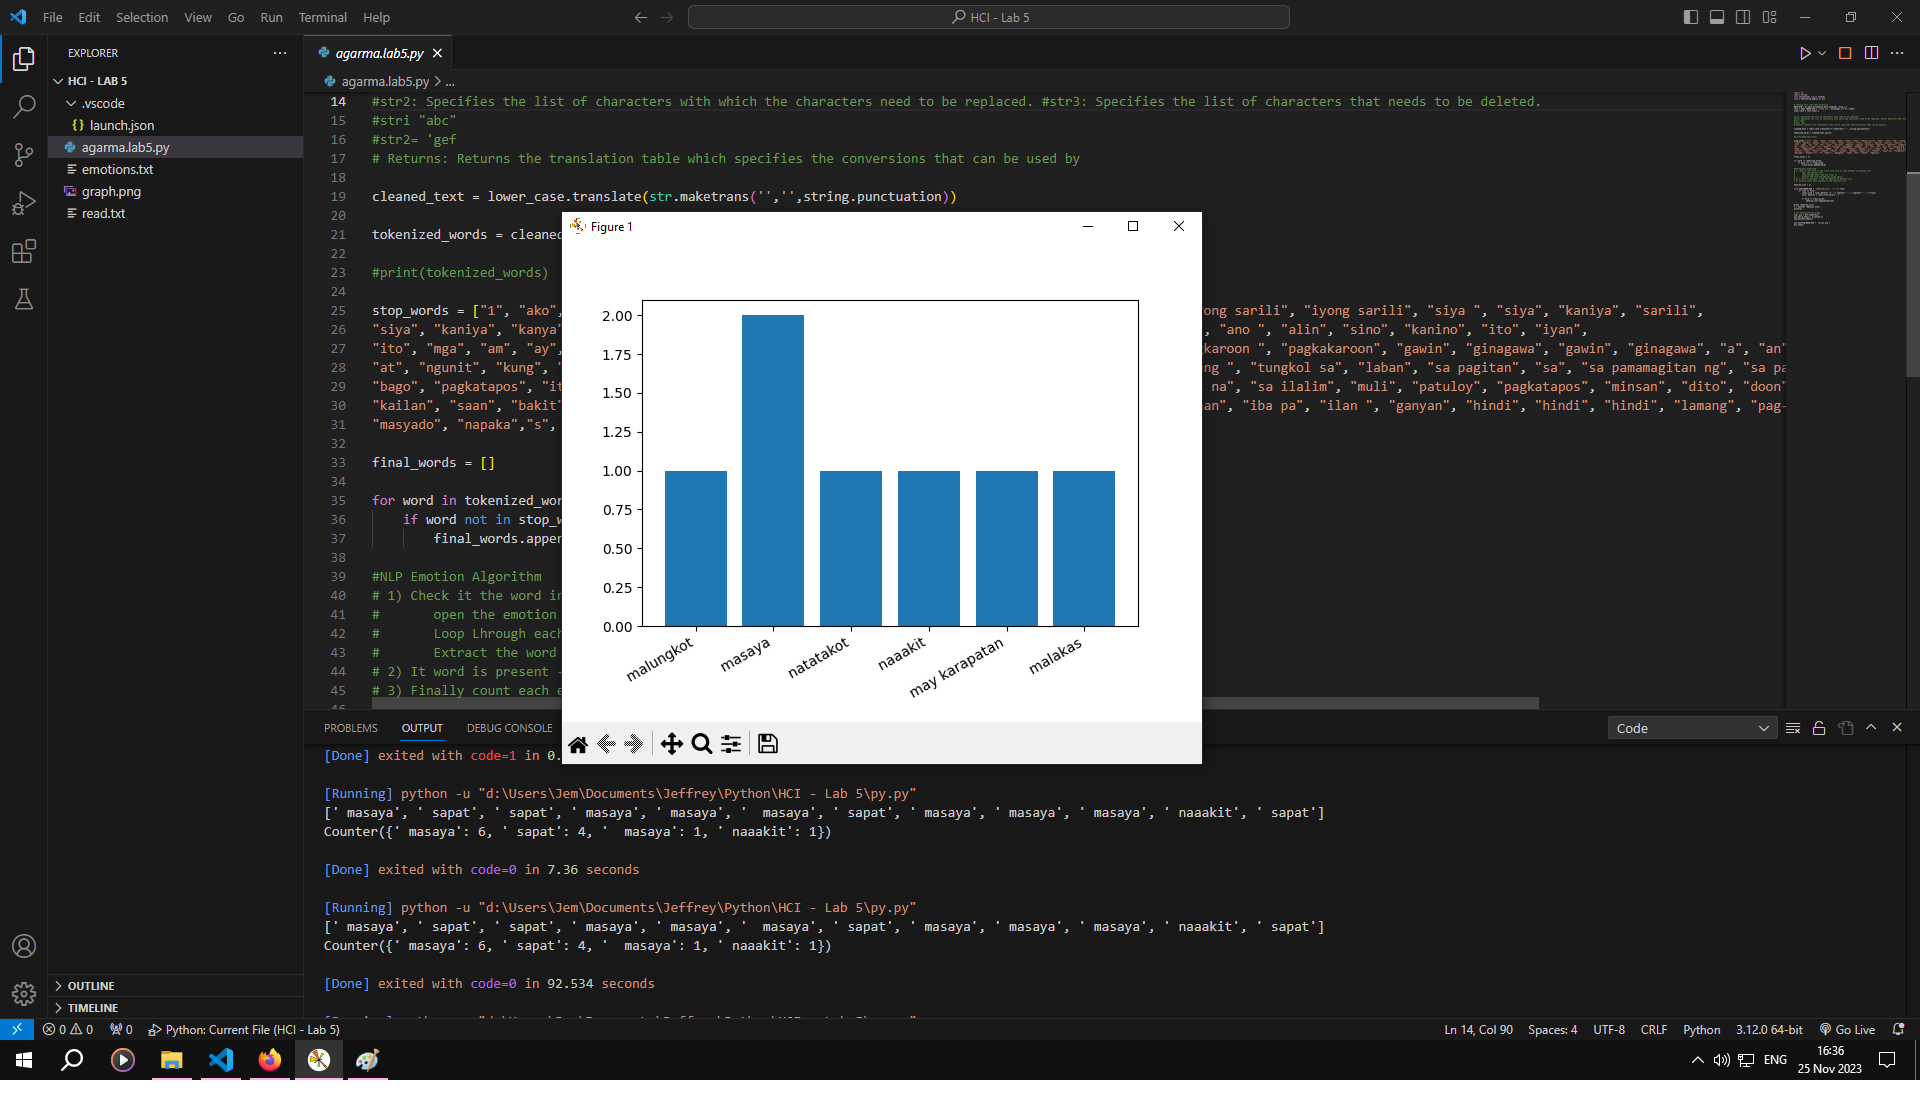 File Edit Selection View Go Run Terminal Help
HCI - Lab 5
EXPLORER
HCI - LAB 5
.vscode
launch.json
agarma.lab5.py
emotions.txt
graph.png
read.txt
OUTLINE
TIMELINE
agarma.lab5.py
agarma.lab5.py > ...
14 #str2: Specifies the list of characters with which the characters need to be replaced. #str3: Specifies the list of characters that needs to be deleted.
15 #stri "abc"
16 #str2= 'gef
17 # Returns: Returns the translation table which specifies the conversions that can be used by
18
19 cleaned_text = lower_case.translate(str.maketrans('','',string.punctuation))
20
21 tokenized_words = cleaned
22
23 #print(tokenized_words)
24
25 stop_words = ["1", "ako", ong sarili", "iyong sarili", "siya ", "siya", "kaniya", "sarili",
26 "siya", "kaniya", "kanya" , "ano ", "alin", "sino", "kanino", "ito", "iyan",
27 "ito", "mga", "am", "ay", karoon ", "pagkakaroon", "gawin", "ginagawa", "gawin", "ginagawa", "a", "an"
28 "at", "ngunit", "kung", " ng ", "tungkol sa", "laban", "sa pagitan", "sa", "sa pamamagitan ng", "sa pa
29 "bago", "pagkatapos", "it na", "sa ilalim", "muli", "patuloy", "pagkatapos", "minsan", "dito", "doon"
30 "kailan", "saan", "bakit" an", "iba pa", "ilan ", "ganyan", "hindi", "hindi", "hindi", "lamang", "pag-
31 "masyado", "napaka","s",
32
33 final_words = []
34
35 for word in tokenized_wor
36 if word not in stop_w
37 final_words.apper
38
39 #NLP Emotion Algorithm
40 # 1) Check it the word in
41 # open the emotion
42 # Loop Lhrough each
43 # Extract the word
44 # 2) It word is present -
45 # 3) Finally count each e
46
Figure 1
2.00
1.75
1.50
1.25
1.00
0.75
0.50
0.25
0.00
malungkot
masaya
natatakot
naaakit
may karapatan
malakas
PROBLEMS OUTPUT DEBUG CONSOLE
Code
[Done] exited with code=1 in 0.
[Running] python -u "d:\Users\Jem\Documents\Jeffrey\Python\HCI - Lab 5\py.py"
[' masaya', ' sapat', ' sapat', ' masaya', ' masaya', '  masaya', ' sapat', ' masaya', ' masaya', ' masaya', ' naaakit', ' sapat']
Counter({' masaya': 6, ' sapat': 4, '  masaya': 1, ' naaakit': 1})
[Done] exited with code=0 in 7.36 seconds
[Running] python -u "d:\Users\Jem\Documents\Jeffrey\Python\HCI - Lab 5\py.py"
[' masaya', ' sapat', ' sapat', ' masaya', ' masaya', '  masaya', ' sapat', ' masaya', ' masaya', ' masaya', ' naaakit', ' sapat']
Counter({' masaya': 6, ' sapat': 4, '  masaya': 1, ' naaakit': 1})
[Done] exited with code=0 in 92.534 seconds
0 0 0 Python: Current File (HCI - Lab 5)
Ln 14, Col 90 Spaces: 4 UTF-8 CRLF Python 3.12.0 64-bit Go Live
ENG
16:36
25 Nov 2023